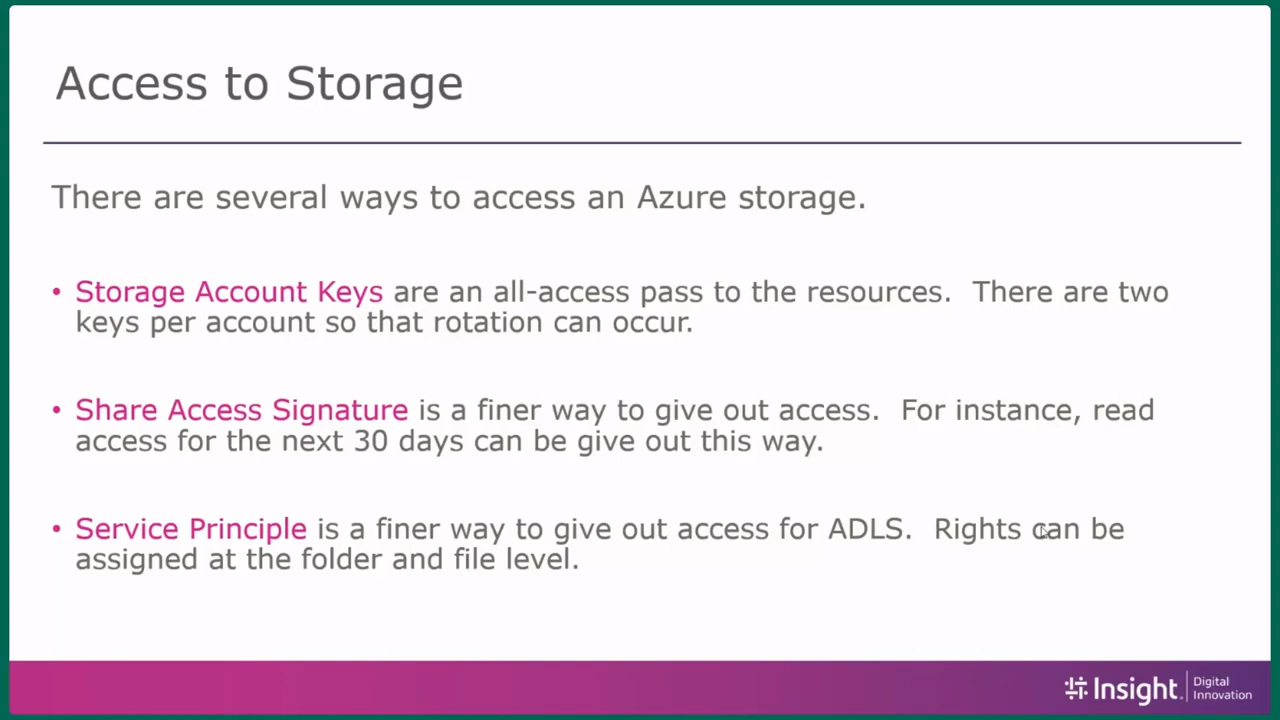 Access to Storage
There are several ways to access an Azure storage.
• Storage Account Keys are an all-access pass to the resources.  There are two
keys per account so that rotation can occur.
• Share Access Signature is a finer way to give out access.  For instance, read
access for the next 30 days can be give out this way.
• Service Principle is a finer way to give out access for ADLS.  Rights can be
assigned at the folder and file level.
Insight. Digital
Innovation